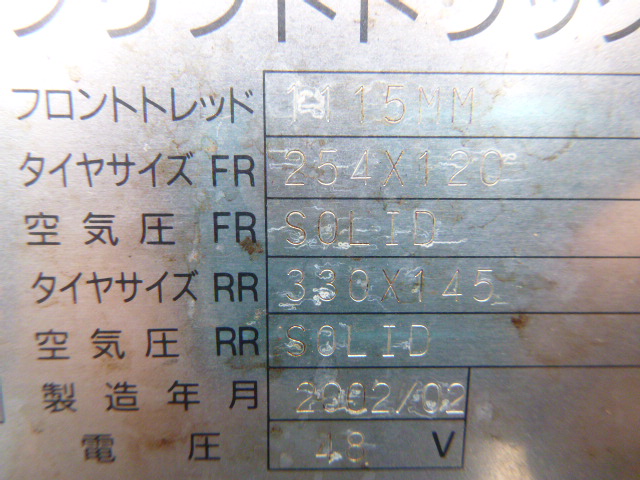 フロントトレッド 1115MM
タイヤサイズ FR 254X120
空気圧 FR SOLID
タイヤサイズ RR 330X145
空気圧 RR SOLID
製造年月 2002/02
電圧 48 V